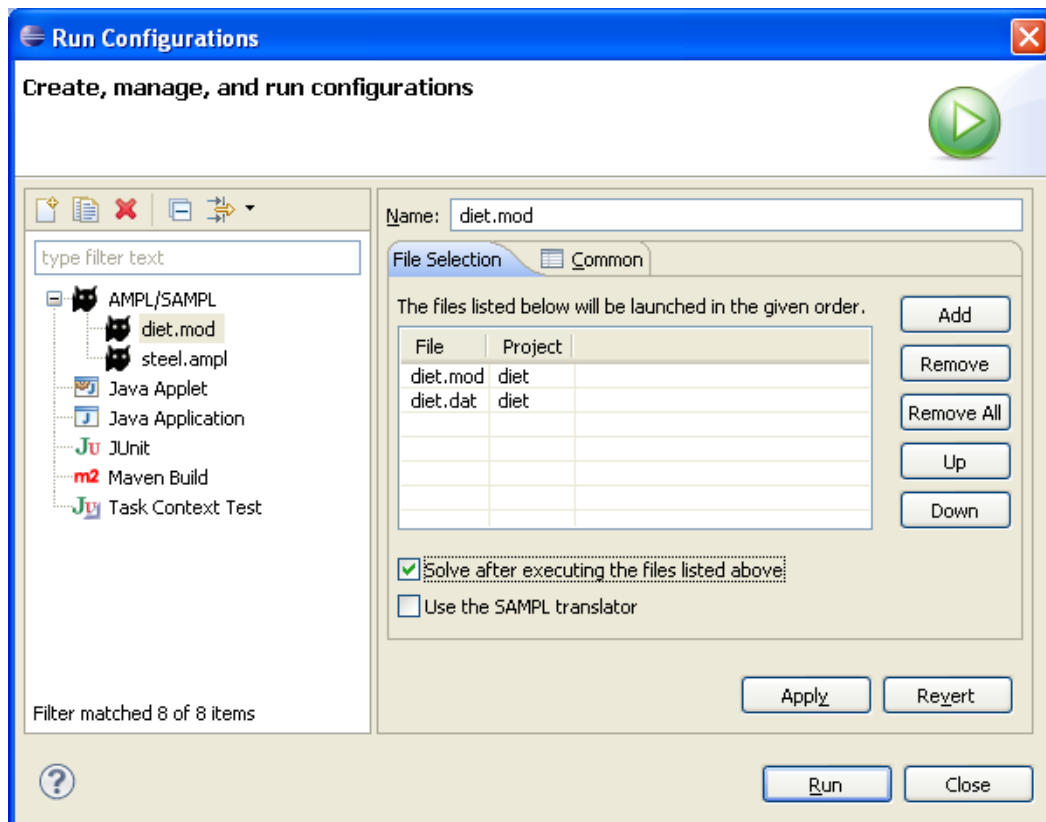 Run Configurations
Create, manage, and run configurations
type filter text
AMPL/SAMPL
diet.mod
steel.ampl
Java Applet
Java Application
JUnit
Maven Build
Task Context Test
Filter matched 8 of 8 items
Name: diet.mod
File Selection Common
The files listed below will be launched in the given order.
File Project
diet.mod diet
diet.dat diet
Add
Remove
Remove All
Up
Down
Solve after executing the files listed above
Use the SAMPL translator
Apply Revert
? Run Close